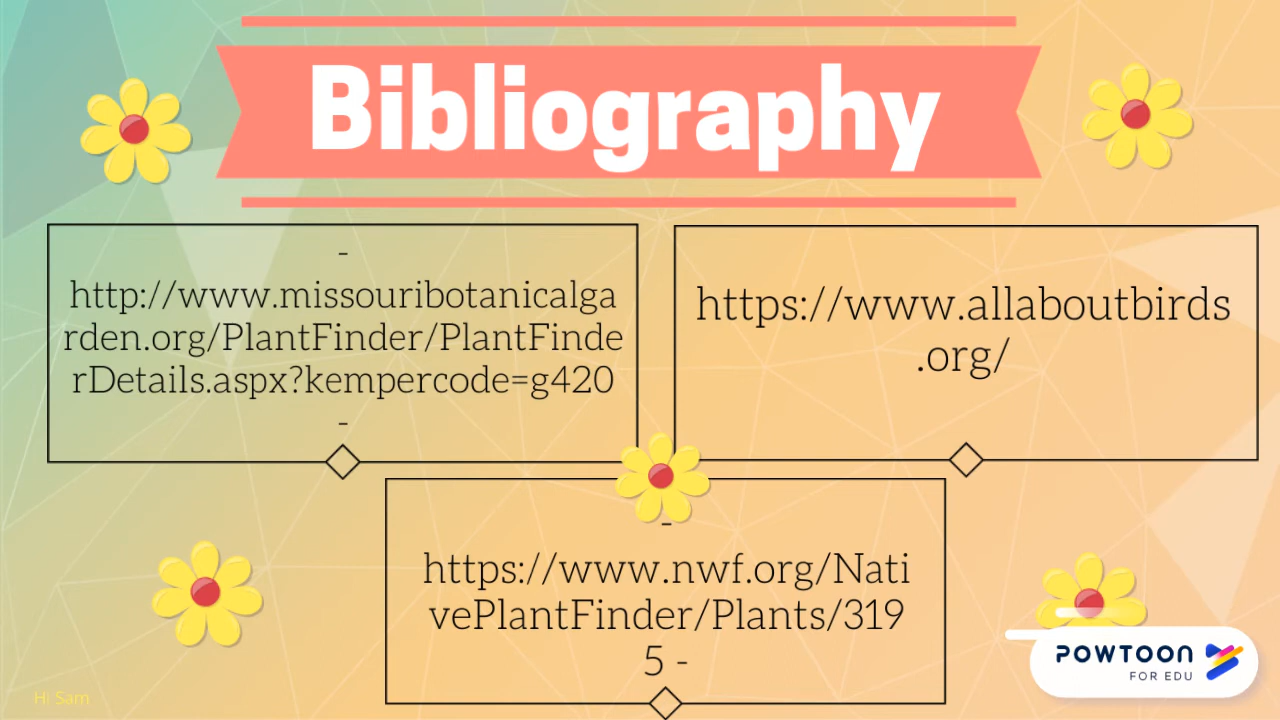 Bibliography
-
http://www.missouribotanicalga
rden.org/PlantFinder/PlantFinde
rDetails.aspx?kempercode=g420
-
https://www.allaboutbirds
.org/
-
https://www.nwf.org/Nati
vePlantFinder/Plants/319
5 -
POWTOON
FOR EDU
Hi Sam